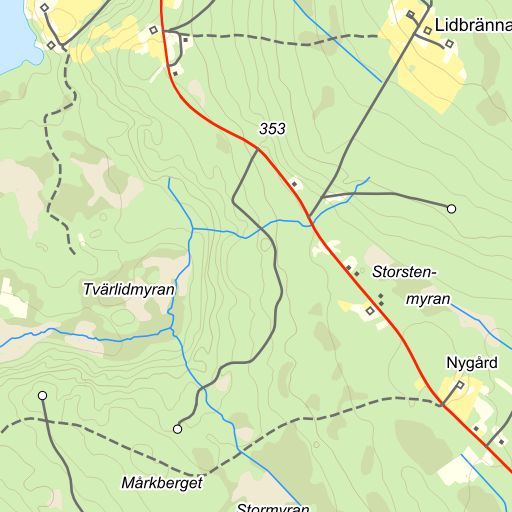 Lidbränna
353
Storsten-
myran
Tvärlidmyran
Nygård
Mårkberget
Stormyran